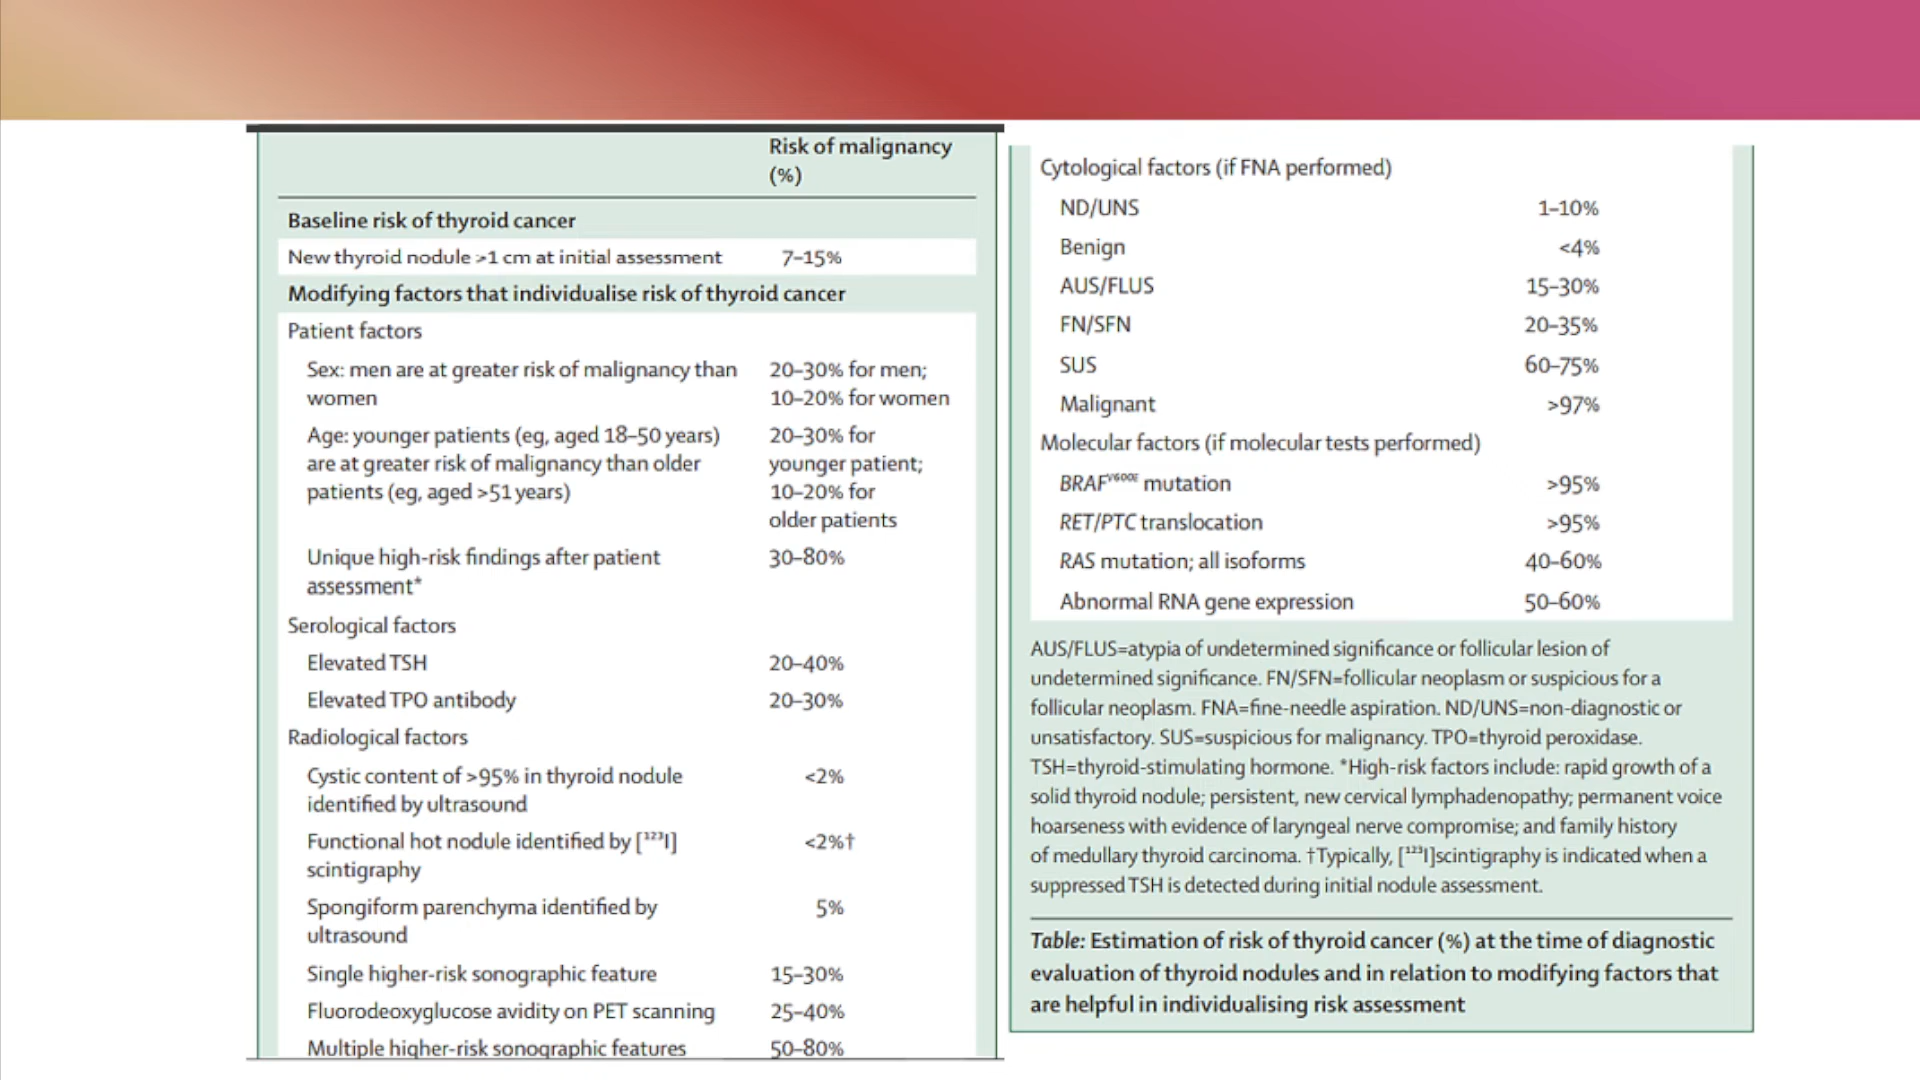 Risk of malignancy
(%)
Baseline risk of thyroid cancer
New thyroid nodule >1 cm at initial assessment 7–15%
Modifying factors that individualise risk of thyroid cancer
Patient factors
Sex: men are at greater risk of malignancy than 20–30% for men;
women 10–20% for women
Age: younger patients (eg, aged 18–50 years) 20–30% for
are at greater risk of malignancy than older younger patient;
patients (eg, aged >51 years) 10–20% for
older patients
Unique high-risk findings after patient 30–80%
assessment*
Serological factors
Elevated TSH 20–40%
Elevated TPO antibody 20–30%
Radiological factors
Cystic content of >95% in thyroid nodule <2%
identified by ultrasound
Functional hot nodule identified by [¹²³I] <2%†
scintigraphy
Spongiform parenchyma identified by 5%
ultrasound
Single higher-risk sonographic feature 15–30%
Fluorodeoxyglucose avidity on PET scanning 25–40%
Multiple higher-risk sonographic features 50–80%
Cytological factors (if FNA performed)
ND/UNS 1–10%
Benign <4%
AUS/FLUS 15–30%
FN/SFN 20–35%
SUS 60–75%
Malignant >97%
Molecular factors (if molecular tests performed)
BRAFⱽ⁶⁰⁰ᴱ mutation >95%
RET/PTC translocation >95%
RAS mutation; all isoforms 40–60%
Abnormal RNA gene expression 50–60%
AUS/FLUS=atypia of undetermined significance or follicular lesion of
undetermined significance. FN/SFN=follicular neoplasm or suspicious for a
follicular neoplasm. FNA=fine-needle aspiration. ND/UNS=non-diagnostic or
unsatisfactory. SUS=suspicious for malignancy. TPO=thyroid peroxidase.
TSH=thyroid-stimulating hormone. *High-risk factors include: rapid growth of a
solid thyroid nodule; persistent, new cervical lymphadenopathy; permanent voice
hoarseness with evidence of laryngeal nerve compromise; and family history
of medullary thyroid carcinoma. †Typically, [¹²³I]scintigraphy is indicated when a
suppressed TSH is detected during initial nodule assessment.
Table: Estimation of risk of thyroid cancer (%) at the time of diagnostic
evaluation of thyroid nodules and in relation to modifying factors that
are helpful in individualising risk assessment